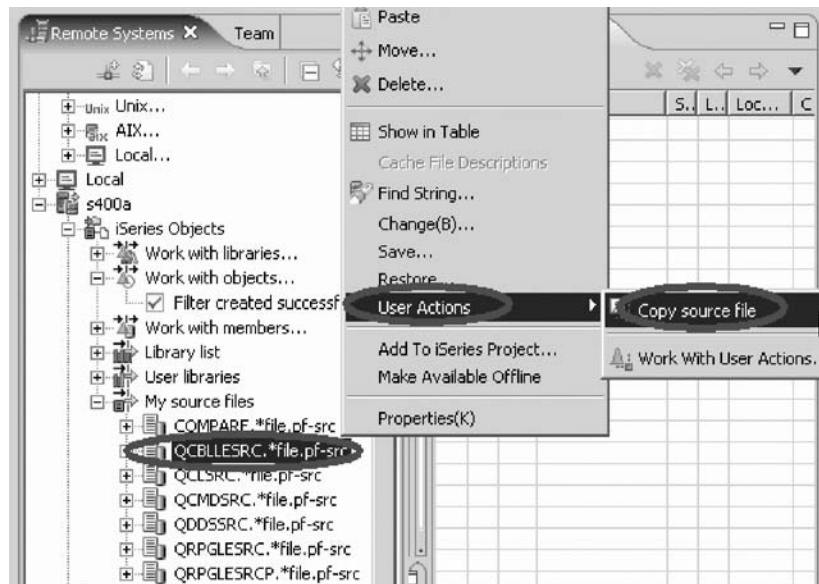 Remote Systems
Team
Unix Unix...
Six AIX...
Local...
Local
s400a
iSeries Objects
Work with libraries...
Work with objects...
Filter created successf
Work with members...
Library list
User libraries
My source files
COMPARE.*file.pf-src
QCBLLESRC.*file.pf-src
QCLSRC.*file.pf-src
QCMDSRC.*file.pf-src
QDDSSRC.*file.pf-src
QRPGLESRC.*file.pf-src
QRPGLESRCP.*file.pf-src
Paste
Move...
Delete...
Show in Table
Cache File Descriptions
Find String...
Change(B)...
Save...
Restore...
User Actions
Add To iSeries Project...
Make Available Offline
Properties(K)
Copy source file
Work With User Actions.
S.. L.. Loc... C